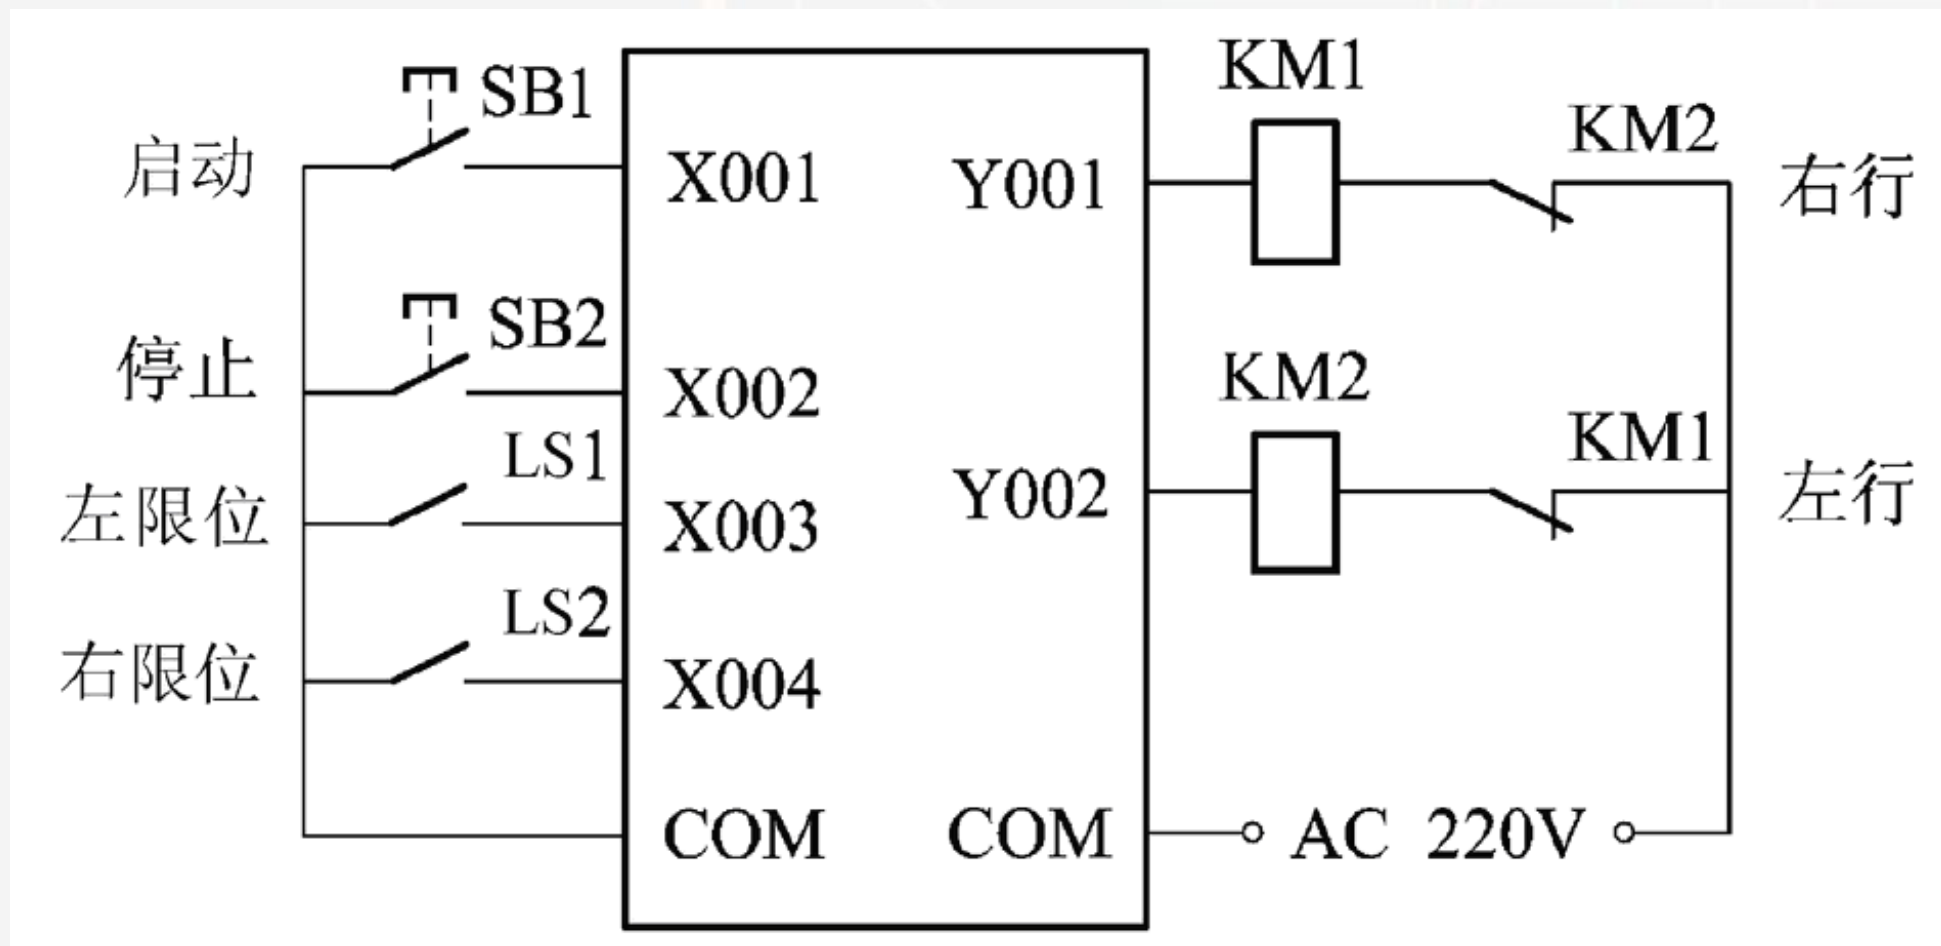 启动 SB1 X001
停止 SB2 X002
左限位 LS1 X003
右限位 LS2 X004
COM
Y001 KM1 KM2 右行
Y002 KM2 KM1 左行
COM AC 220V